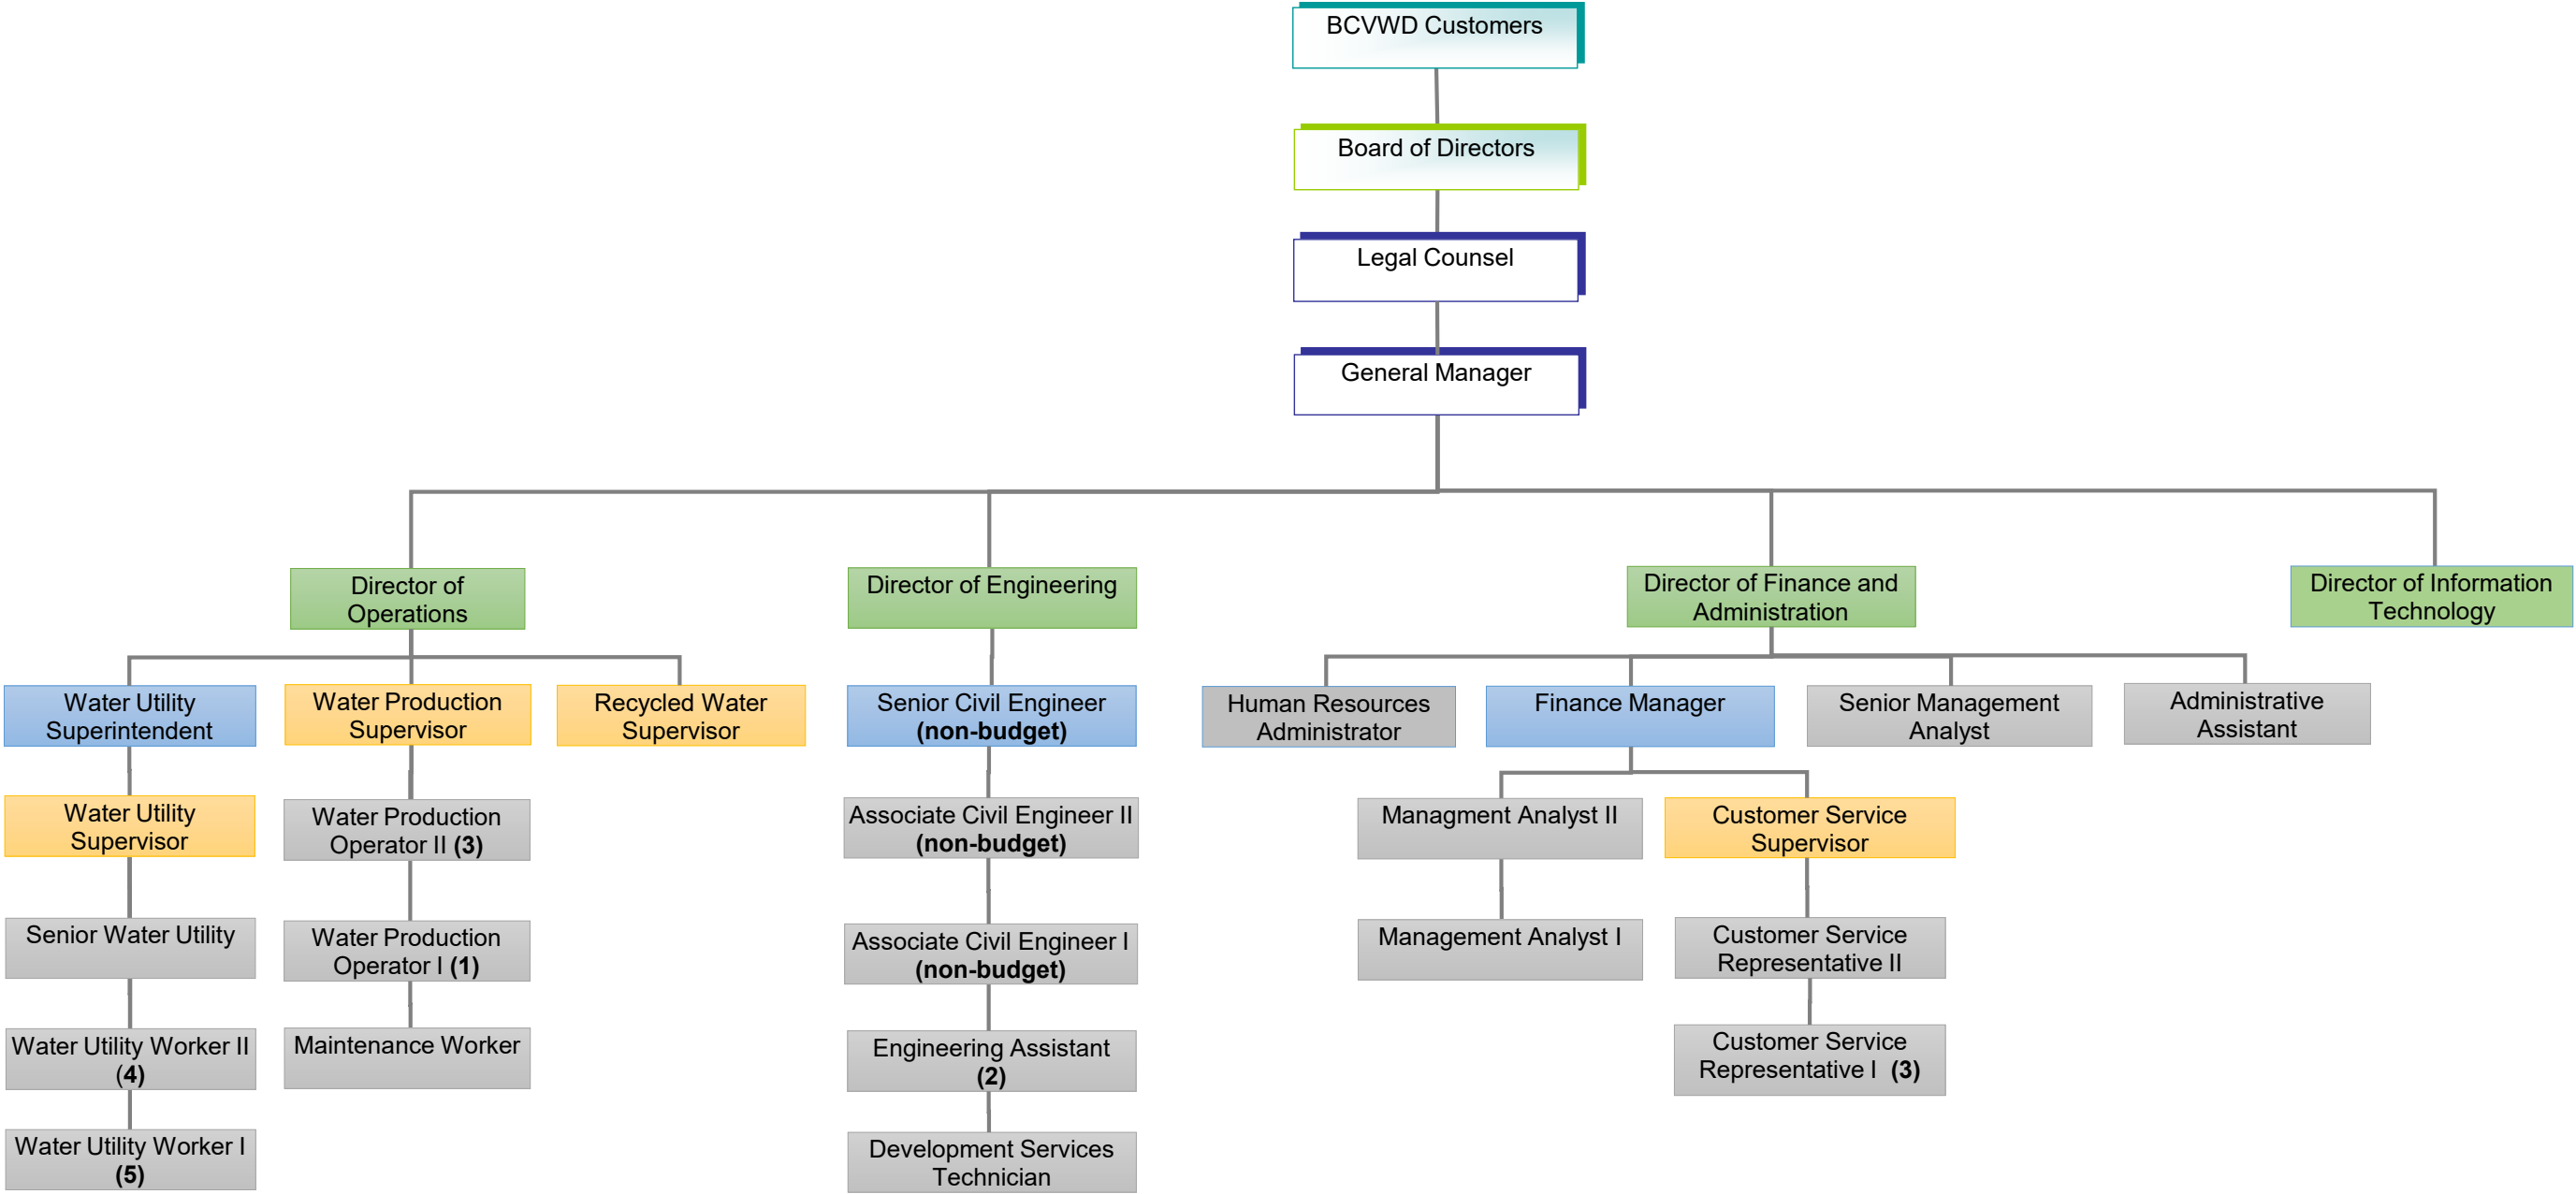 BCVWD Customers
Board of Directors
Legal Counsel
General Manager
Director of
Operations
Director of Engineering
Director of Finance and
Administration
Director of Information
Technology
Water Utility
Superintendent
Water Production
Supervisor
Recycled Water
Supervisor
Senior Civil Engineer
(non-budget)
Human Resources
Administrator
Finance Manager
Senior Management
Analyst
Administrative
Assistant
Water Utility
Supervisor
Water Production
Operator II (3)
Associate Civil Engineer II
(non-budget)
Managment Analyst II
Customer Service
Supervisor
Senior Water Utility
Water Production
Operator I (1)
Associate Civil Engineer I
(non-budget)
Management Analyst I
Customer Service
Representative II
Water Utility Worker II
(4)
Maintenance Worker
Engineering Assistant
(2)
Customer Service
Representative I (3)
Water Utility Worker I
(5)
Development Services
Technician